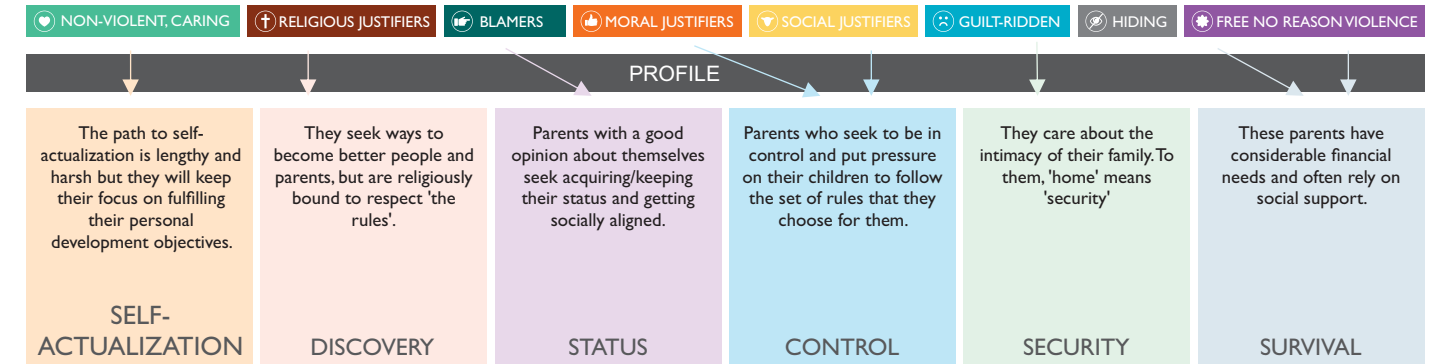 NON-VIOLENT, CARING
RELIGIOUS JUSTIFIERS
BLAMERS
MORAL JUSTIFIERS
SOCIAL JUSTIFIERS
GUILT-RIDDEN
HIDING
FREE NO REASON VIOLENCE
PROFILE
The path to self-
actualization is lengthy and
harsh but they will keep
their focus on fulfilling
their personal
development objectives.
SELF-
ACTUALIZATION
They seek ways to
become better people and
parents, but are religiously
bound to respect 'the
rules'.
DISCOVERY
Parents with a good
opinion about themselves
seek acquiring/keeping
their status and getting
socially aligned.
STATUS
Parents who seek to be in
control and put pressure
on their children to follow
the set of rules that they
choose for them.
CONTROL
They care about the
intimacy of their family. To
them, 'home' means
'security'
SECURITY
These parents have
considerable financial
needs and often rely on
social support.
SURVIVAL